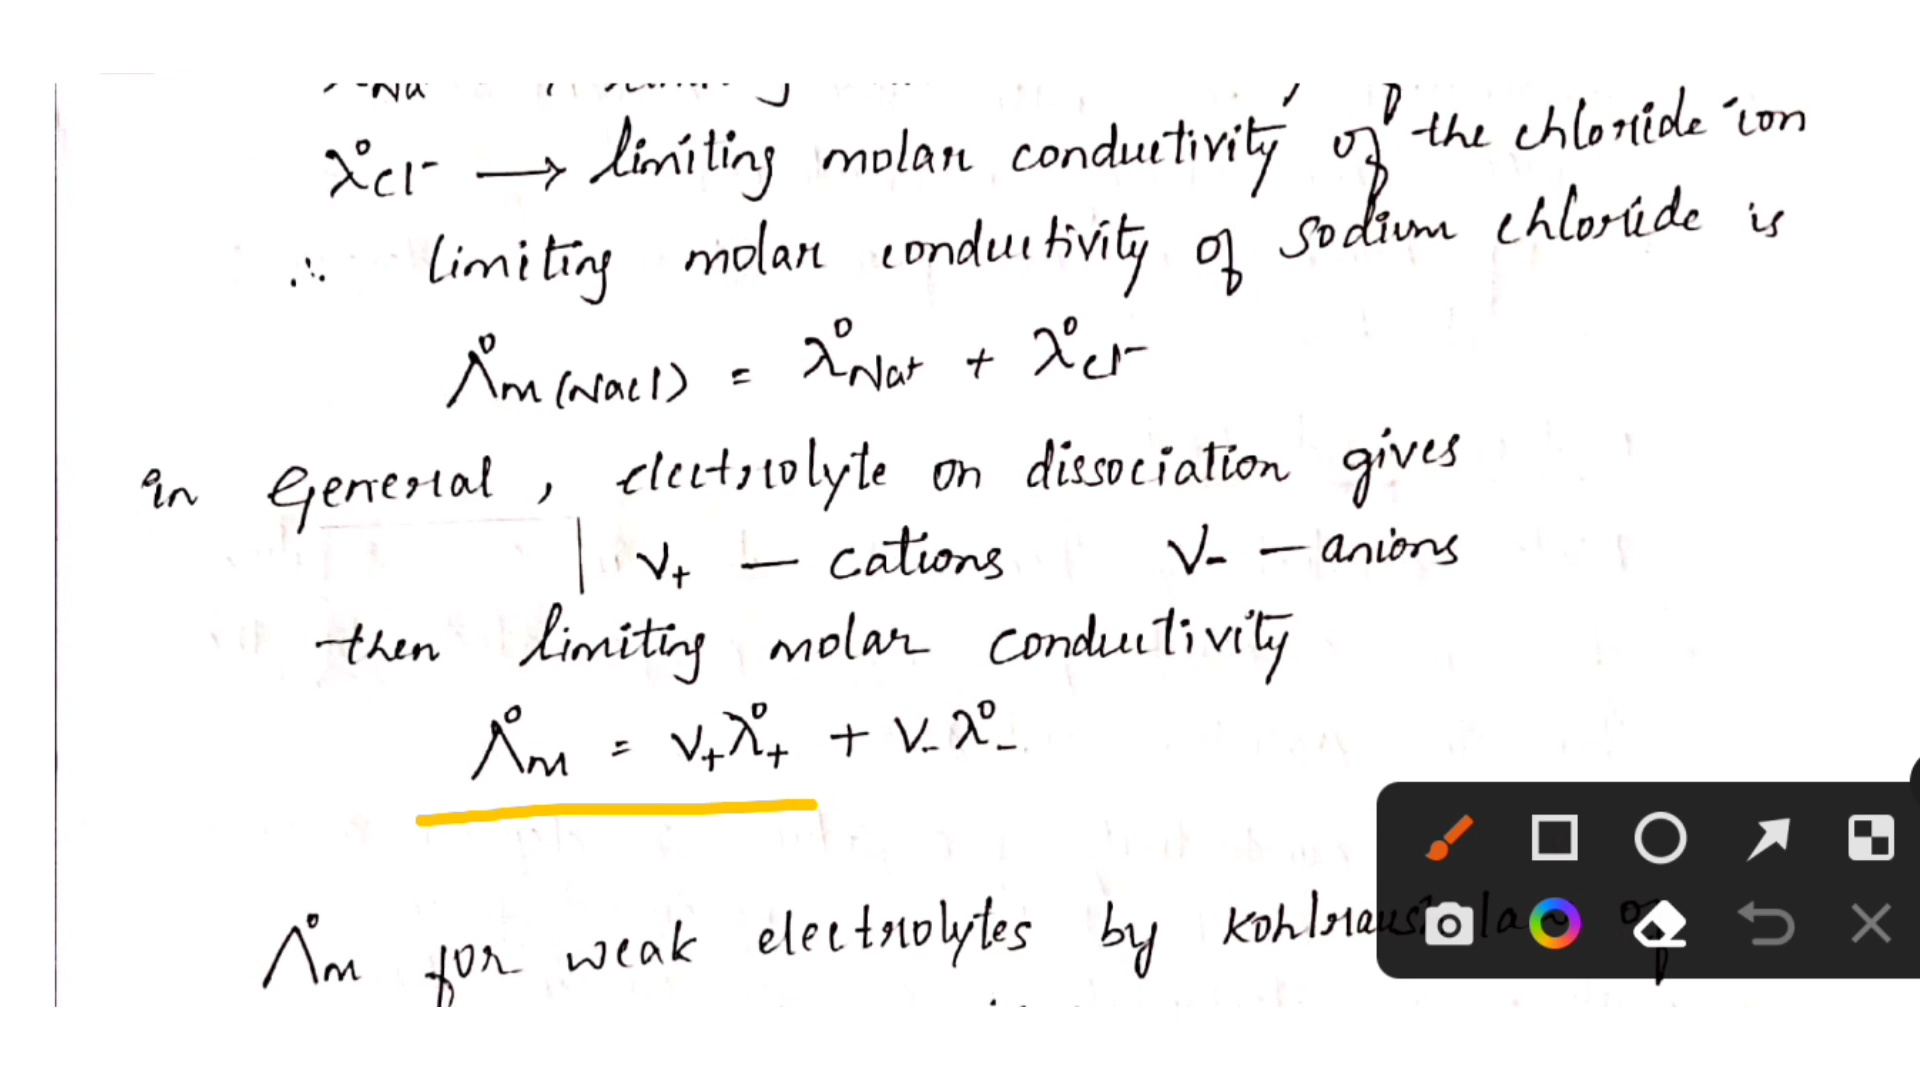 λ°Cl⁻ → limiting molar conductivity of the chloride ion
∴ limiting molar conductivity of sodium chloride is
Λ°m (NaCl) = λ°Na⁺ + λ°Cl⁻
in general, electrolyte on dissociation gives
ν₊ — cations ν₋ — anions
then limiting molar conductivity
Λ°m = ν₊λ°₊ + ν₋λ°₋
Λ°m for weak electrolytes by